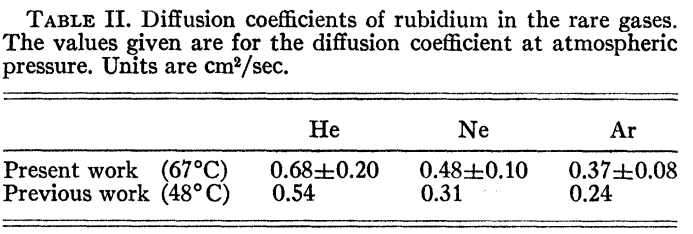 TABLE II. Diffusion coefficients of rubidium in the rare gases.
The values given are for the diffusion coefficient at atmospheric
pressure. Units are cm²/sec.
He Ne Ar
Present work (67°C) 0.68±0.20 0.48±0.10 0.37±0.08
Previous work (48°C) 0.54 0.31 0.24